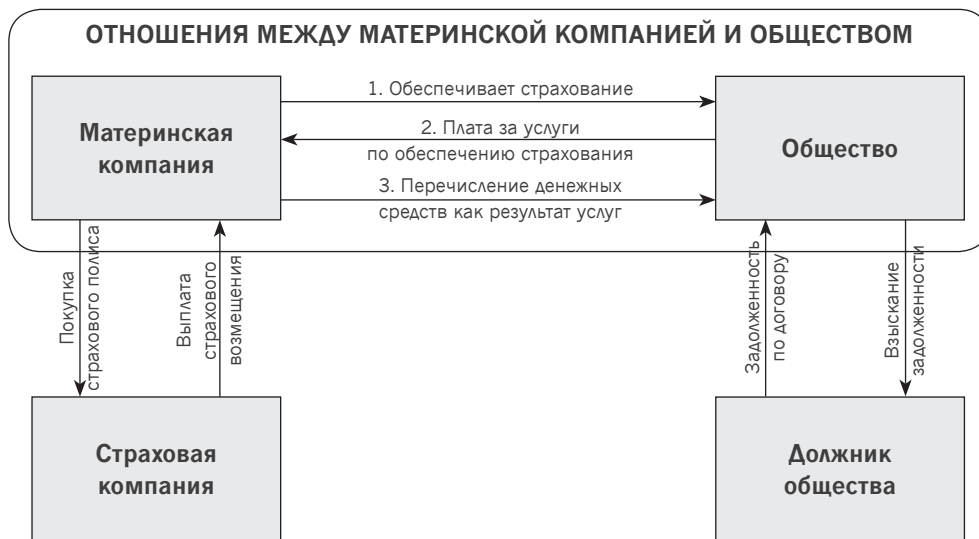 ОТНОШЕНИЯ МЕЖДУ МАТЕРИНСКОЙ КОМПАНИЕЙ И ОБЩЕСТВОМ
Материнская
компания
1. Обеспечивает страхование
2. Плата за услуги
по обеспечению страхования
3. Перечисление денежных
средств как результат услуг
Общество
Покупка
страхового полиса
Выплата
страхового
возмещения
Задолженность
по договору
Взыскание
задолженности
Страховая
компания
Должник
общества